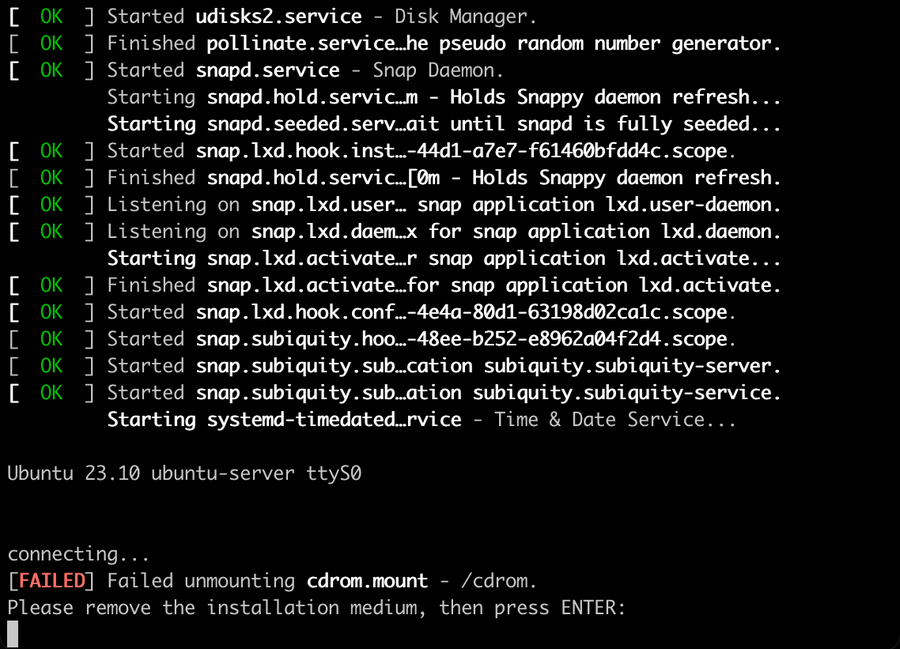 [  OK  ] Started udisks2.service - Disk Manager.
[  OK  ] Finished pollinate.service…he pseudo random number generator.
[  OK  ] Started snapd.service - Snap Daemon.
         Starting snapd.hold.servic…m - Holds Snappy daemon refresh...
         Starting snapd.seeded.serv…ait until snapd is fully seeded...
[  OK  ] Started snap.lxd.hook.inst…-44d1-a7e7-f61460bfdd4c.scope.
[  OK  ] Finished snapd.hold.servic…[0m - Holds Snappy daemon refresh.
[  OK  ] Listening on snap.lxd.user… snap application lxd.user-daemon.
[  OK  ] Listening on snap.lxd.daem…x for snap application lxd.daemon.
         Starting snap.lxd.activate…r snap application lxd.activate...
[  OK  ] Finished snap.lxd.activate…for snap application lxd.activate.
[  OK  ] Started snap.lxd.hook.conf…-4e4a-80d1-63198d02ca1c.scope.
[  OK  ] Started snap.subiquity.hoo…-48ee-b252-e8962a04f2d4.scope.
[  OK  ] Started snap.subiquity.sub…cation subiquity.subiquity-server.
[  OK  ] Started snap.subiquity.sub…ation subiquity.subiquity-service.
         Starting systemd-timedated…rvice - Time & Date Service...
Ubuntu 23.10 ubuntu-server ttyS0
connecting...
[FAILED] Failed unmounting cdrom.mount - /cdrom.
Please remove the installation medium, then press ENTER: